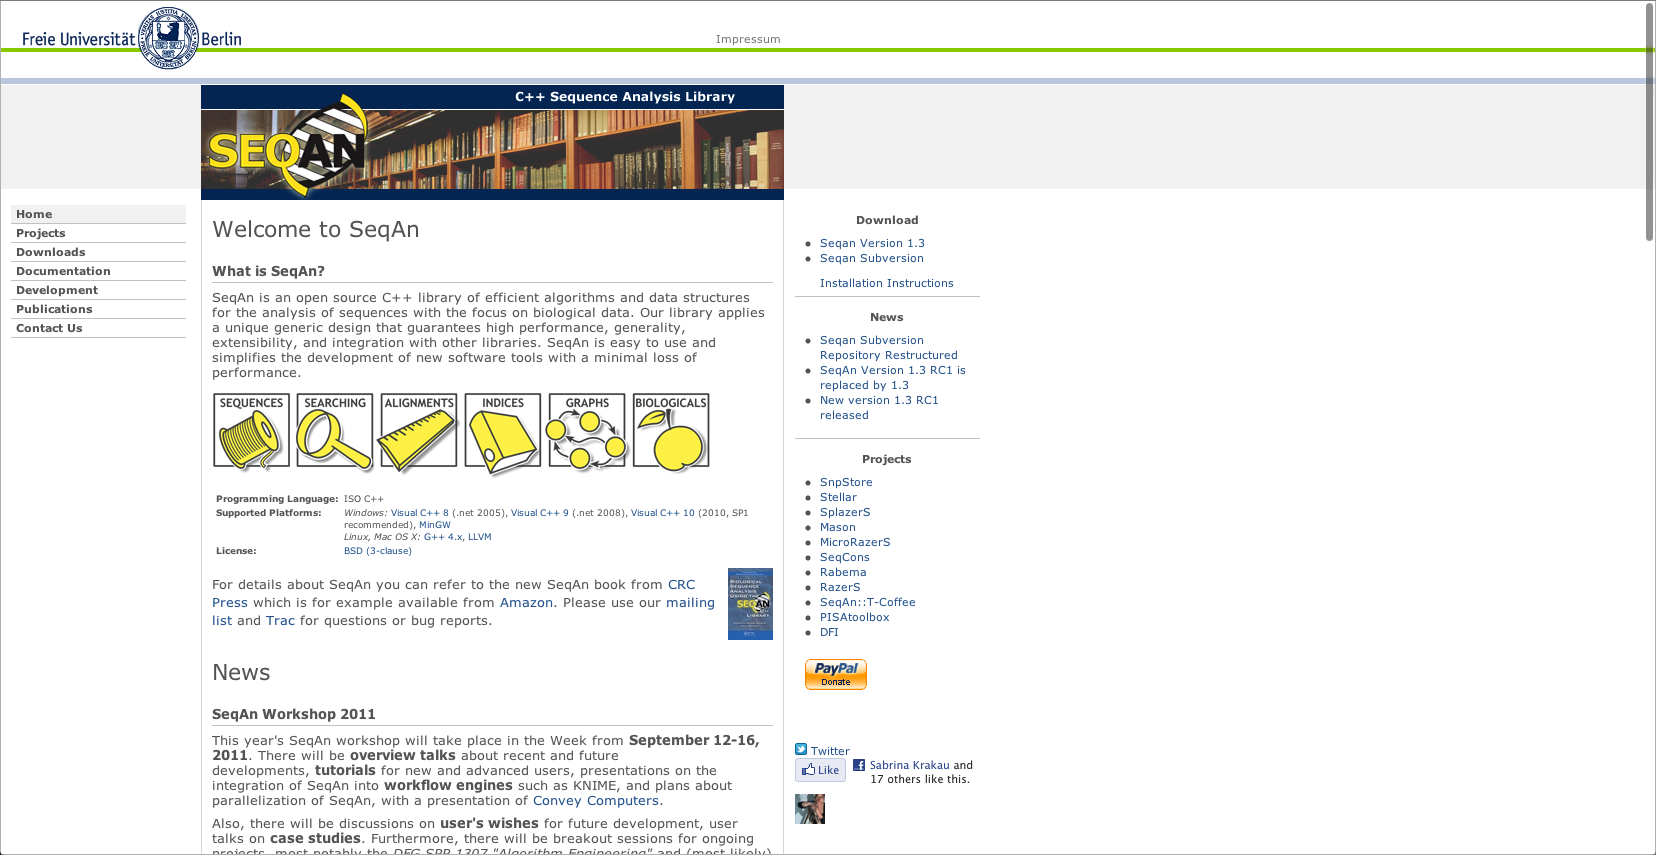 Freie Universität Berlin
Impressum
C++ Sequence Analysis Library
SEQAN
Home
Projects
Downloads
Documentation
Development
Publications
Contact Us
Welcome to SeqAn
What is SeqAn?
SeqAn is an open source C++ library of efficient algorithms and data structures
for the analysis of sequences with the focus on biological data. Our library applies
a unique generic design that guarantees high performance, generality,
extensibility, and integration with other libraries. SeqAn is easy to use and
simplifies the development of new software tools with a minimal loss of
performance.
SEQUENCES SEARCHING ALIGNMENTS INDICES GRAPHS BIOLOGICALS
Programming Language: ISO C++
Supported Platforms: Windows: Visual C++ 8 (.net 2005), Visual C++ 9 (.net 2008), Visual C++ 10 (2010, SP1
recommended), MinGW
Linux, Mac OS X: G++ 4.x, LLVM
License: BSD (3-clause)
For details about SeqAn you can refer to the new SeqAn book from CRC
Press which is for example available from Amazon. Please use our mailing
list and Trac for questions or bug reports.
News
SeqAn Workshop 2011
This year's SeqAn workshop will take place in the Week from September 12-16,
2011. There will be overview talks about recent and future
developments, tutorials for new and advanced users, presentations on the
integration of SeqAn into workflow engines such as KNIME, and plans about
parallelization of SeqAn, with a presentation of Convey Computers.
Also, there will be discussions on user's wishes for future development, user
talks on case studies. Furthermore, there will be breakout sessions for ongoing
projects, most notably the DFG SPP 1307 "Algorithm Engineering" and (most likely)
Download
Seqan Version 1.3
Seqan Subversion
Installation Instructions
News
Seqan Subversion
Repository Restructured
SeqAn Version 1.3 RC1 is
replaced by 1.3
New version 1.3 RC1
released
Projects
SnpStore
Stellar
SplazerS
Mason
MicroRazerS
SeqCons
Rabema
RazerS
SeqAn::T-Coffee
PISAtoolbox
DFI
PayPal
Donate
Twitter
Like
Sabrina Krakau and
17 others like this.